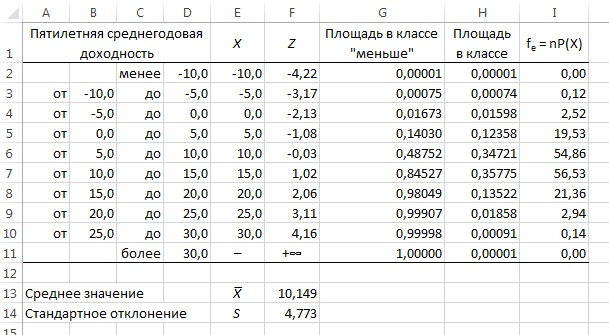 A B C D E F G H I
1 Пятилетняя среднегодовая доходность X Z Площадь в классе "меньше" Площадь в классе fe = nP(X)
2 менее -10,0 -10,0 -4,22 0,00001 0,00001 0,00
3 от -10,0 до -5,0 -5,0 -3,17 0,00075 0,00074 0,12
4 от -5,0 до 0,0 0,0 -2,13 0,01673 0,01598 2,52
5 от 0,0 до 5,0 5,0 -1,08 0,14030 0,12358 19,53
6 от 5,0 до 10,0 10,0 -0,03 0,48752 0,34721 54,86
7 от 10,0 до 15,0 15,0 1,02 0,84527 0,35775 56,53
8 от 15,0 до 20,0 20,0 2,06 0,98049 0,13522 21,36
9 от 20,0 до 25,0 25,0 3,11 0,99907 0,01858 2,94
10 от 25,0 до 30,0 30,0 4,16 0,99998 0,00091 0,14
11 более 30,0 – +∞ 1,00000 0,00001 0,00
12
13 Среднее значение X̅ 10,149
14 Стандартное отклонение S 4,773